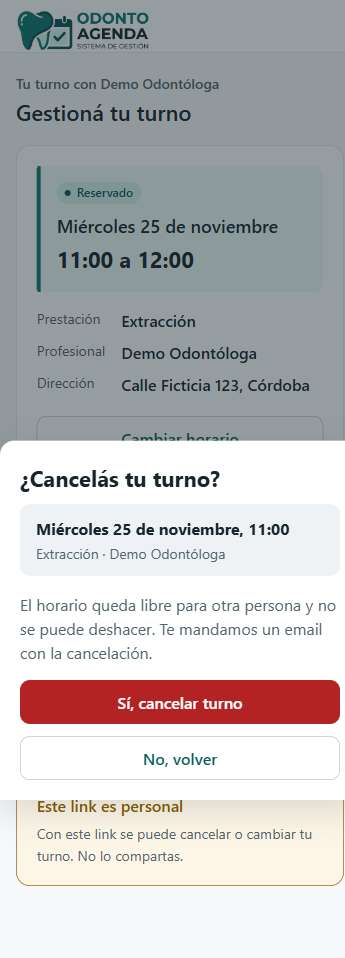 ODONTO
AGENDA
SISTEMA DE GESTIÓN
Tu turno con Demo Odontóloga
Gestioná tu turno
Reservado
Miércoles 25 de noviembre
11:00 a 12:00
Prestación Extracción
Profesional Demo Odontóloga
Dirección Calle Ficticia 123, Córdoba
Cambiar horario
¿Cancelás tu turno?
Miércoles 25 de noviembre, 11:00
Extracción · Demo Odontóloga
El horario queda libre para otra persona y no
se puede deshacer. Te mandamos un email
con la cancelación.
Sí, cancelar turno
No, volver
Este link es personal
Con este link se puede cancelar o cambiar tu
turno. No lo compartas.